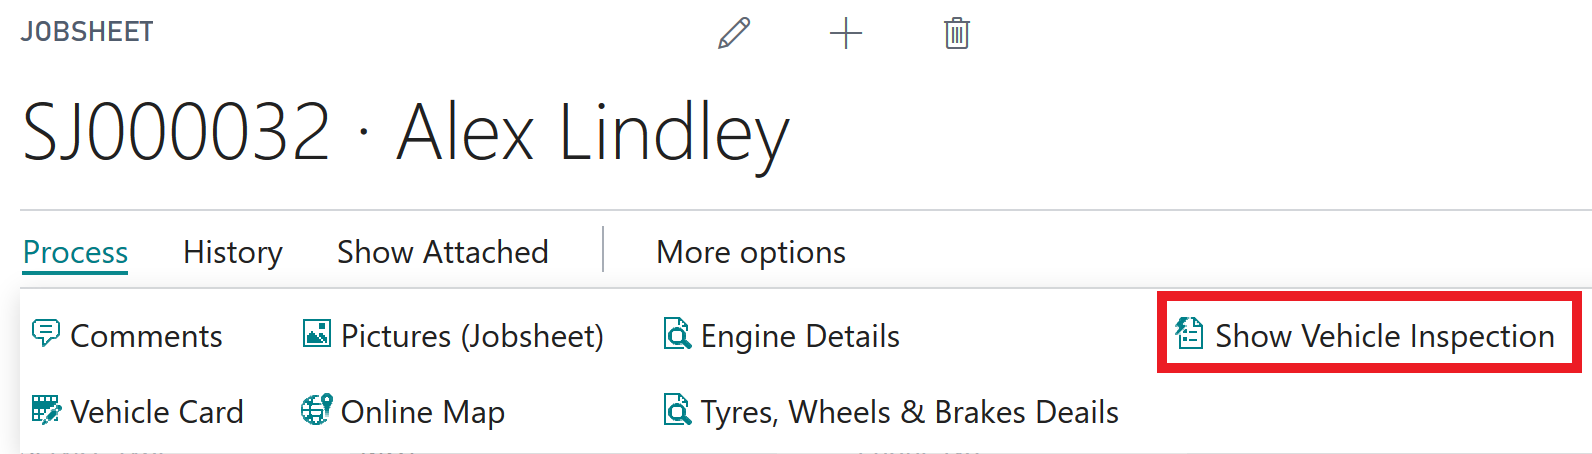 JOBSHEET
SJ000032 · Alex Lindley
Process History Show Attached More options
Comments Pictures (Jobsheet) Engine Details Show Vehicle Inspection
Vehicle Card Online Map Tyres, Wheels & Brakes Deails